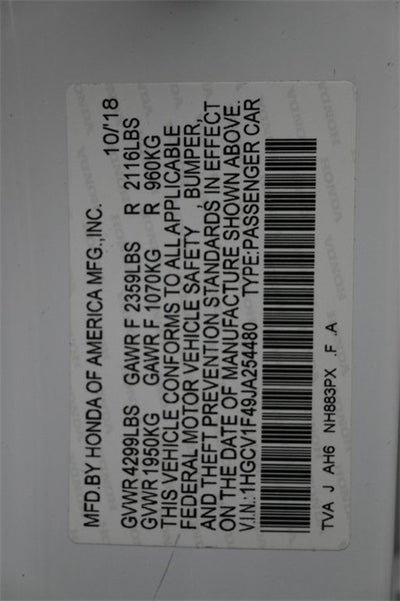 MFD.BY HONDA OF AMERICA MFG.,INC. 10/'18
GVWR 4299LBS GAWR F 2359LBS R 2116LBS
GVWR 1950KG GAWR F 1070KG R 960KG
THIS VEHICLE CONFORMS TO ALL APPLICABLE
FEDERAL MOTOR VEHICLE SAFETY , BUMPER,
AND THEFT PREVENTION STANDARDS IN EFFECT
ON THE DATE OF MANUFACTURE SHOWN ABOVE.
V.I.N.:1HGCV1F49JA254480 TYPE:PASSENGER CAR
TVA J AH6 NH883PX .F .A